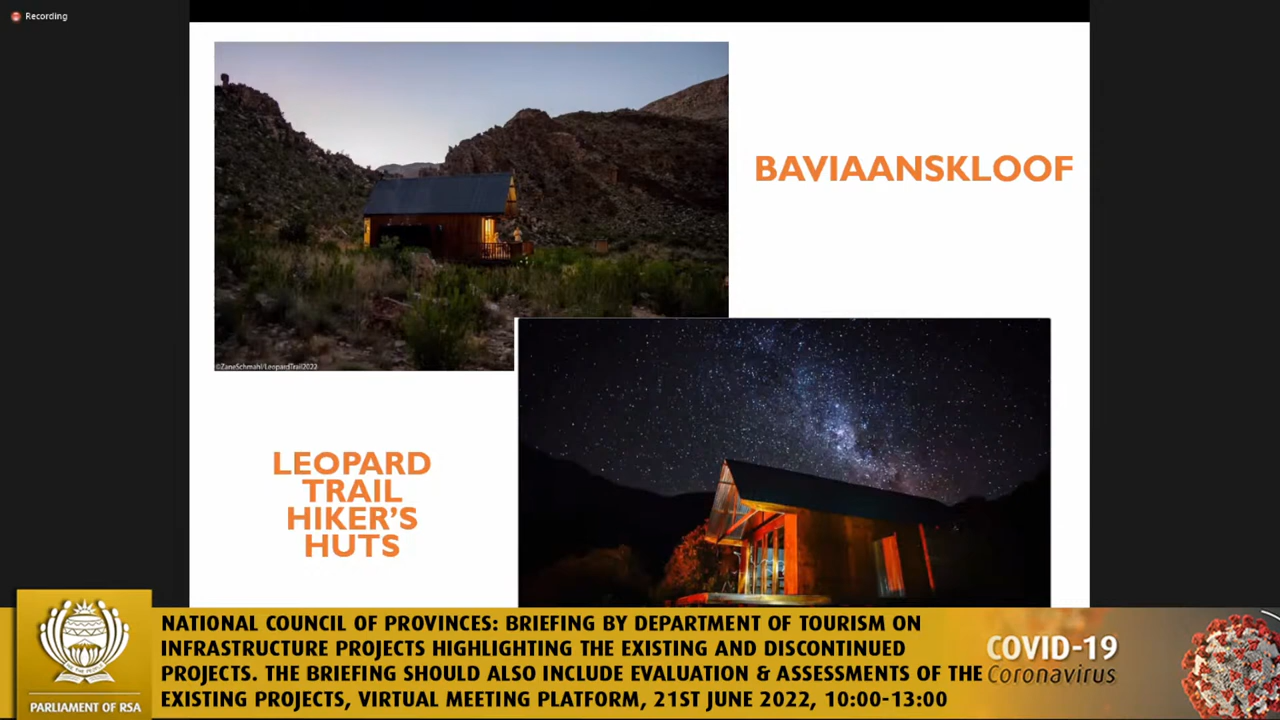 Recording
BAVIAANSKLOOF
©ZaneSchmahl/LeopardTrail2022
LEOPARD
TRAIL
HIKER'S
HUTS
NATIONAL COUNCIL OF PROVINCES: BRIEFING BY DEPARTMENT OF TOURISM ON
INFRASTRUCTURE PROJECTS HIGHLIGHTING THE EXISTING AND DISCONTINUED
PROJECTS. THE BRIEFING SHOULD ALSO INCLUDE EVALUATION & ASSESSMENTS OF THE
EXISTING PROJECTS, VIRTUAL MEETING PLATFORM, 21ST JUNE 2022, 10:00-13:00
COVID-19
Coronavirus
PARLIAMENT OF RSA